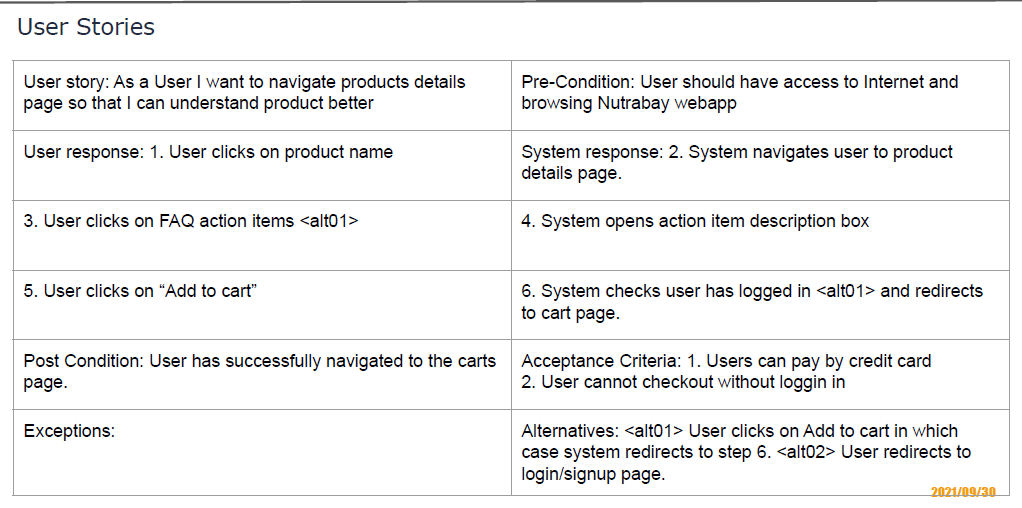 User Stories
User story: As a User I want to navigate products details
page so that I can understand product better
Pre-Condition: User should have access to Internet and
browsing Nutrabay webapp
User response: 1. User clicks on product name
System response: 2. System navigates user to product
details page.
3. User clicks on FAQ action items <alt01>
4. System opens action item description box
5. User clicks on “Add to cart”
6. System checks user has logged in <alt01> and redirects
to cart page.
Post Condition: User has successfully navigated to the carts
page.
Acceptance Criteria: 1. Users can pay by credit card
2. User cannot checkout without loggin in
Exceptions:
Alternatives: <alt01> User clicks on Add to cart in which
case system redirects to step 6. <alt02> User redirects to
login/signup page.
2021/09/30